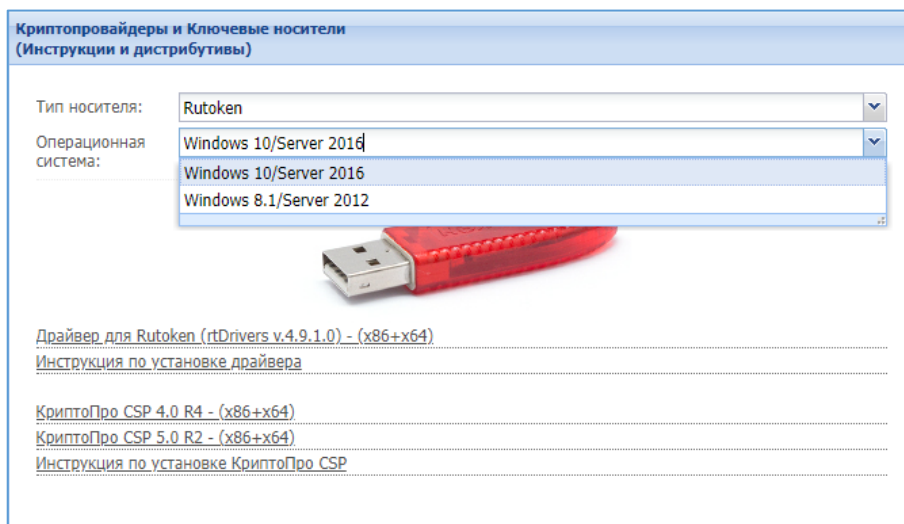 Криптопровайдеры и Ключевые носители
(Инструкции и дистрибутивы)
Тип носителя:
Rutoken
Операционная
система:
Windows 10/Server 2016
Windows 10/Server 2016
Windows 8.1/Server 2012
Драйвер для Rutoken (rtDrivers v.4.9.1.0) - (x86+x64)
Инструкция по установке драйвера
КриптоПро CSP 4.0 R4 - (x86+x64)
КриптоПро CSP 5.0 R2 - (x86+x64)
Инструкция по установке КриптоПро CSP